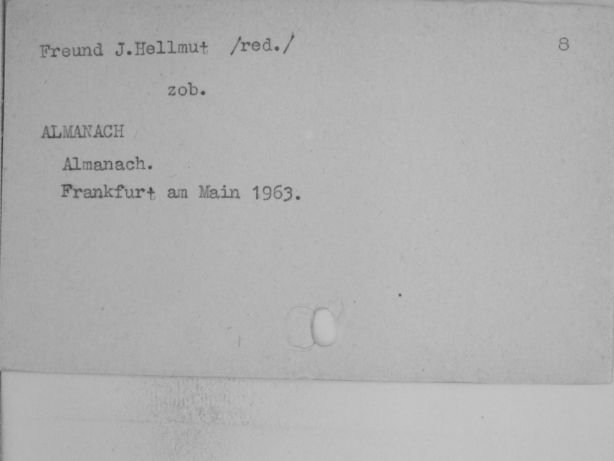 Freund J.Hellmut /red./ 8
zob.
ALMANACH
Almanach.
Frankfurt am Main 1963.